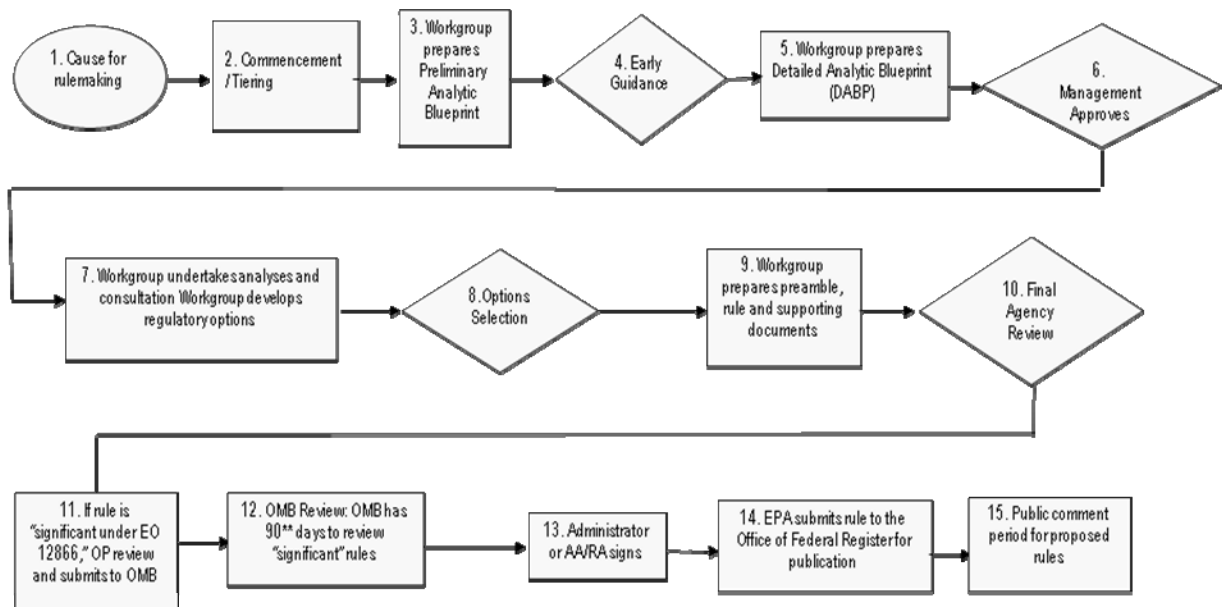 1. Cause for
rulemaking
2. Commencement
/Tiering
3. Workgroup
prepares
Preliminary
Analytic
Blueprint
4. Early
Guidance
5. Workgroup prepares
Detailed Analytic Blueprint
(DABP)
6.
Management
Approves
7. Workgroup undertakes analyses and
consultation Workgroup develops
regulatory options
8. Options
Selection
9. Workgroup
prepares preamble,
rule and supporting
documents
10. Final
Agency
Review
11. If rule is
"significant under EO
12866," OP review
and submits to OMB
12. OMB Review: OMB has
90** days to review
"significant" rules
13. Administrator
or AA/RA signs
14. EPA submits rule to the
Office of Federal Register for
publication
15. Public comment
period for proposed
rules